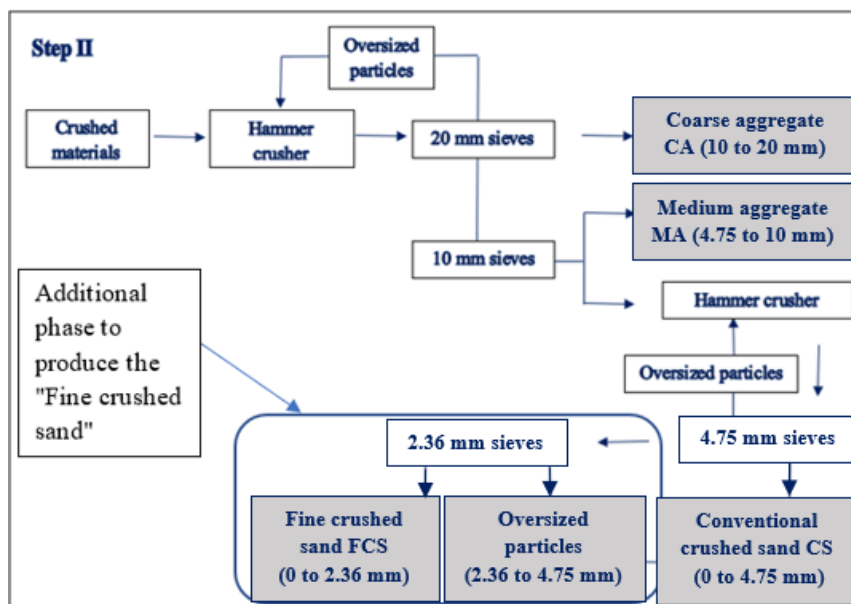 Step II
Oversized
particles
Crushed
materials
Hammer
crusher
20 mm sieves
Coarse aggregate
CA (10 to 20 mm)
Medium aggregate
MA (4.75 to 10 mm)
10 mm sieves
Hammer crusher
Additional
phase to
produce the
"Fine crushed
sand"
Oversized particles
2.36 mm sieves
4.75 mm sieves
Fine crushed
sand FCS
(0 to 2.36 mm)
Oversized
particles
(2.36 to 4.75 mm)
Conventional
crushed sand CS
(0 to 4.75 mm)